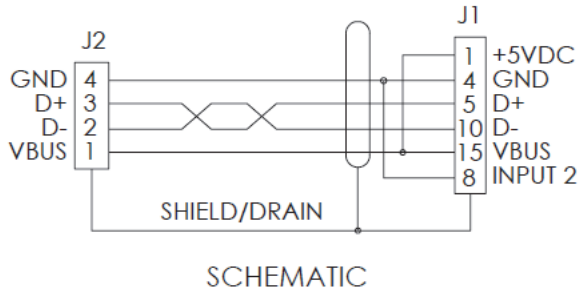 J1
J2
1 +5VDC
GND 4 4 GND
D+ 3 5 D+
D- 2 10 D-
VBUS 1 15 VBUS
8 INPUT 2
SHIELD/DRAIN
SCHEMATIC